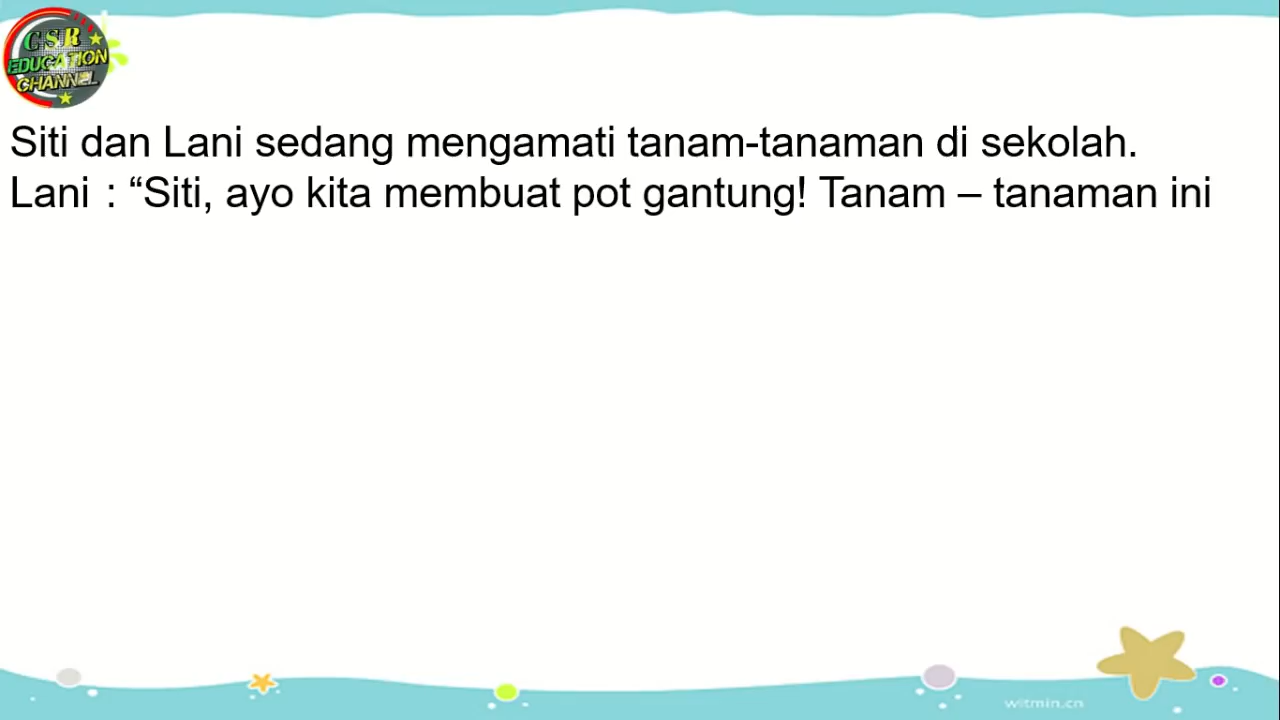 CSR
EDUCATION
CHANNEL
Siti dan Lani sedang mengamati tanam-tanaman di sekolah.
Lani : “Siti, ayo kita membuat pot gantung! Tanam – tanaman ini
witmin.cn